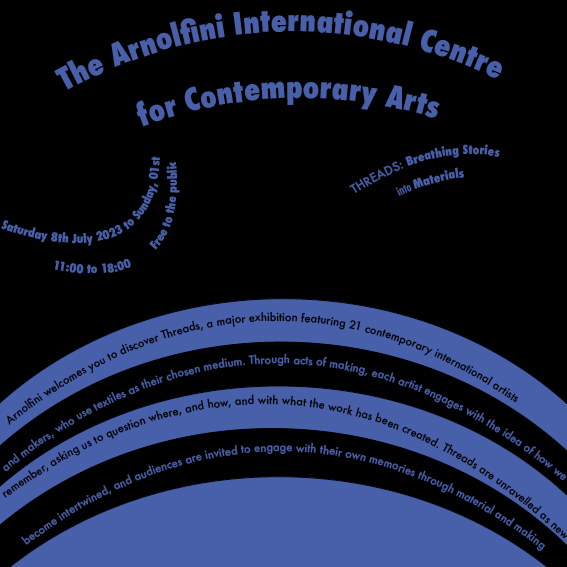 The Arnolfini International Centre
for Contemporary Arts
Saturday 8th July 2023 to Sunday, 01st
Free to the public
11:00 to 18:00
THREADS: Breathing Stories
into Materials
Arnolfini welcomes you to discover Threads, a major exhibition featuring 21 contemporary international artists
and makers, who use textiles as their chosen medium. Through acts of making, each artist engages with the idea of how we
remember, asking us to question where, and how, and with what the work has been created. Threads are unravelled as new
become intertwined, and audiences are invited to engage with their own memories through material and making